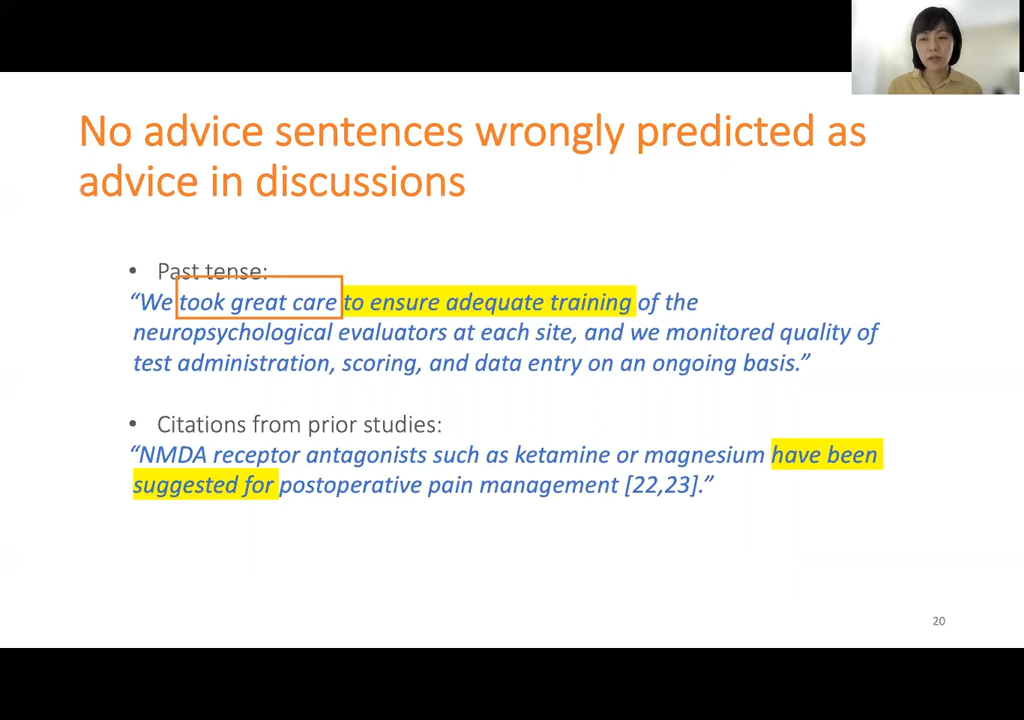 No advice sentences wrongly predicted as
advice in discussions
• Past tense:
“We took great care to ensure adequate training of the
neuropsychological evaluators at each site, and we monitored quality of
test administration, scoring, and data entry on an ongoing basis.”
• Citations from prior studies:
“NMDA receptor antagonists such as ketamine or magnesium have been
suggested for postoperative pain management [22,23].”
20